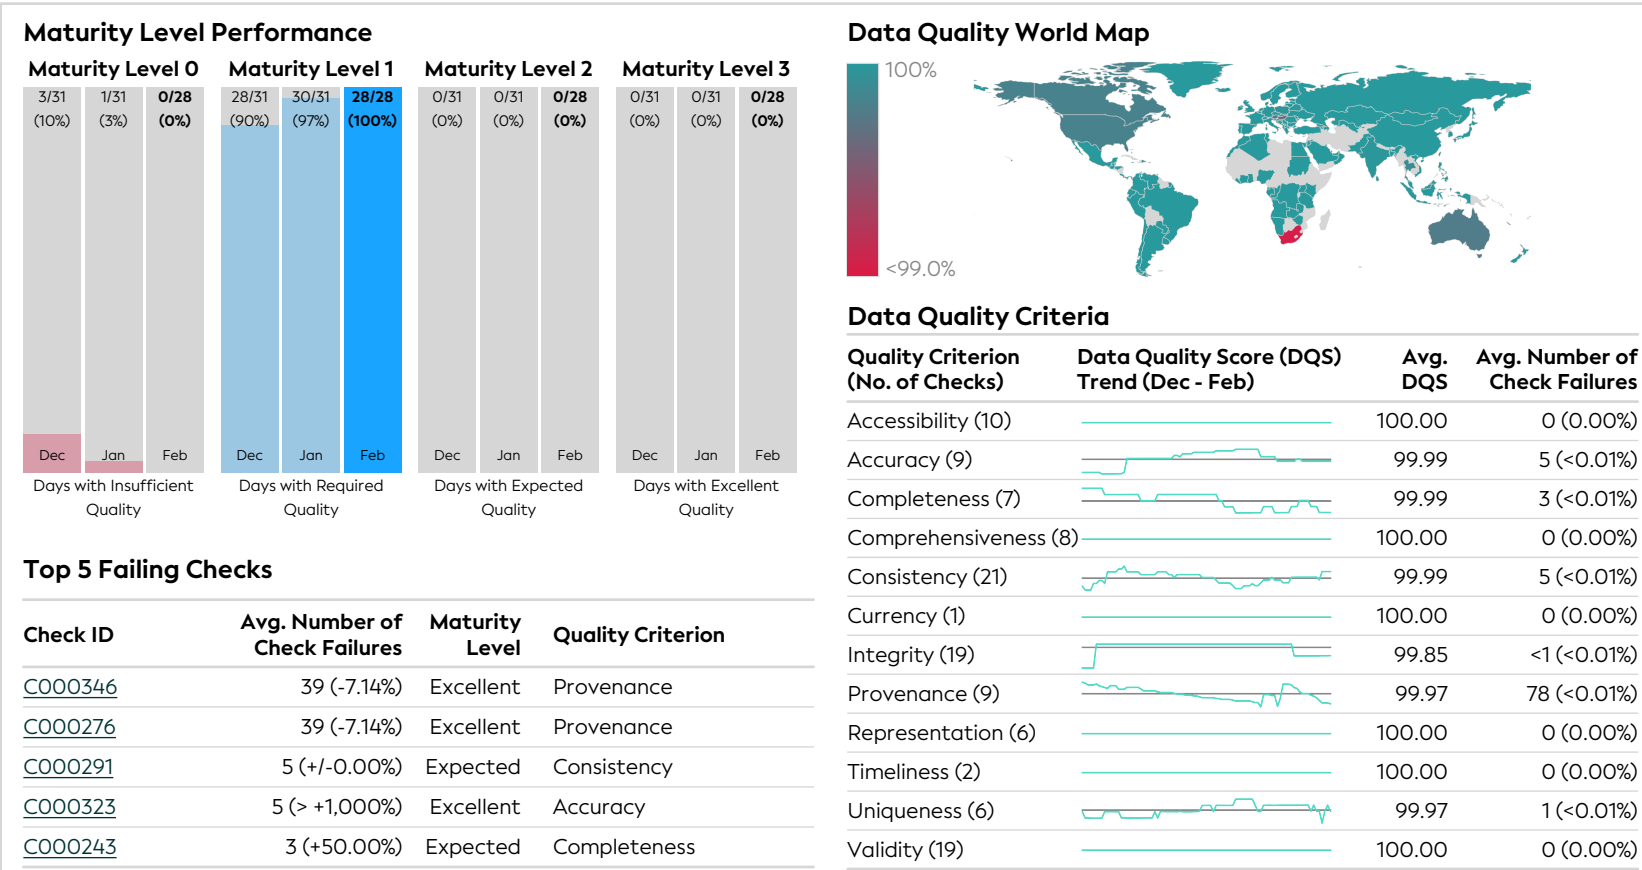 Maturity Level Performance
Maturity Level 0 Maturity Level 1 Maturity Level 2 Maturity Level 3
3/31 1/31 0/28 28/31 30/31 28/28 0/31 0/31 0/28 0/31 0/31 0/28
(10%) (3%) (0%) (90%) (97%) (100%) (0%) (0%) (0%) (0%) (0%) (0%)
Dec Jan Feb Dec Jan Feb Dec Jan Feb Dec Jan Feb
Days with Insufficient Days with Required Days with Expected Days with Excellent
Quality Quality Quality Quality
Top 5 Failing Checks
Avg. Number of Maturity
Check ID Check Failures Level Quality Criterion
C000346 39 (-7.14%) Excellent Provenance
C000276 39 (-7.14%) Excellent Provenance
C000291 5 (+/-0.00%) Expected Consistency
C000323 5 (> +1,000%) Excellent Accuracy
C000243 3 (+50.00%) Expected Completeness
Data Quality World Map
100%
<99.0%
Data Quality Criteria
Quality Criterion Data Quality Score (DQS) Avg. Avg. Number of
(No. of Checks) Trend (Dec - Feb) DQS Check Failures
Accessibility (10) 100.00 0 (0.00%)
Accuracy (9) 99.99 5 (<0.01%)
Completeness (7) 99.99 3 (<0.01%)
Comprehensiveness (8) 100.00 0 (0.00%)
Consistency (21) 99.99 5 (<0.01%)
Currency (1) 100.00 0 (0.00%)
Integrity (19) 99.85 <1 (<0.01%)
Provenance (9) 99.97 78 (<0.01%)
Representation (6) 100.00 0 (0.00%)
Timeliness (2) 100.00 0 (0.00%)
Uniqueness (6) 99.97 1 (<0.01%)
Validity (19) 100.00 0 (0.00%)